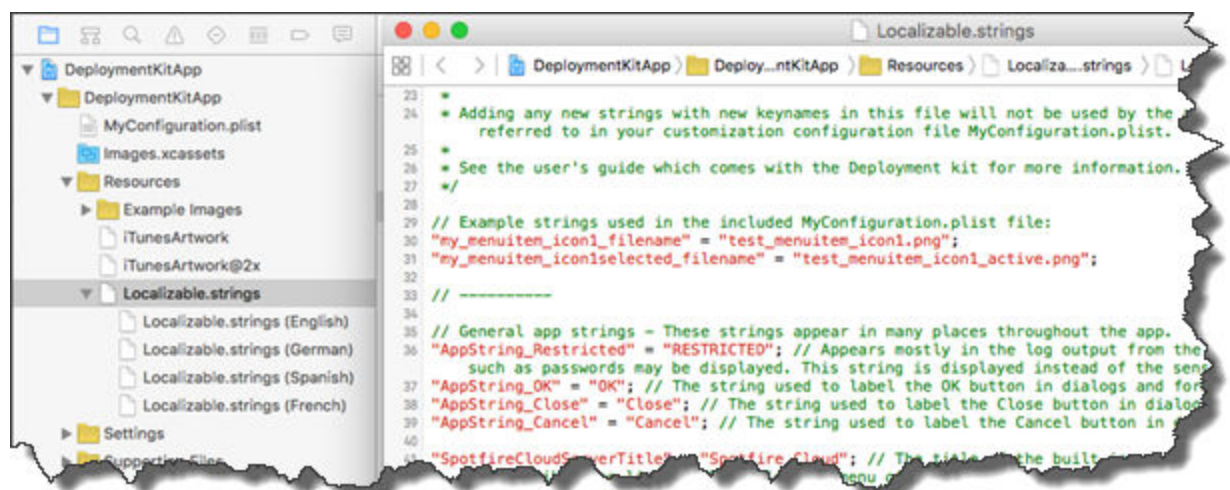 DeploymentKitApp
DeploymentKitApp
MyConfiguration.plist
Images.xcassets
Resources
Example Images
iTunesArtwork
iTunesArtwork@2x
Localizable.strings
Localizable.strings (English)
Localizable.strings (German)
Localizable.strings (Spanish)
Localizable.strings (French)
Settings
Localizable.strings
DeploymentKitApp Deploy...ntKitApp Resources Localiza....strings
23 *
24 * Adding any new strings with new keynames in this file will not be used by the
referred to in your customization configuration file MyConfiguration.plist.
25 *
26 * See the user's guide which comes with the Deployment kit for more information.
27 */
28
29 // Example strings used in the included MyConfiguration.plist file:
30 "my_menuitem_icon1_filename" = "test_menuitem_icon1.png";
31 "my_menuitem_icon1selected_filename" = "test_menuitem_icon1_active.png";
32
33 // ----------
34
35 // General app strings – These strings appear in many places throughout the app.
36 "AppString_Restricted" = "RESTRICTED"; // Appears mostly in the log output from the
such as passwords may be displayed. This string is displayed instead of the
37 "AppString_OK" = "OK"; // The string used to label the OK button in dialogs and
38 "AppString_Close" = "Close"; // The string used to label the Close button in
39 "AppString_Cancel" = "Cancel"; // The string used to label the Cancel button in
40
"SpotfireCloudServerTitle" "Spotfire Cloud"; // The